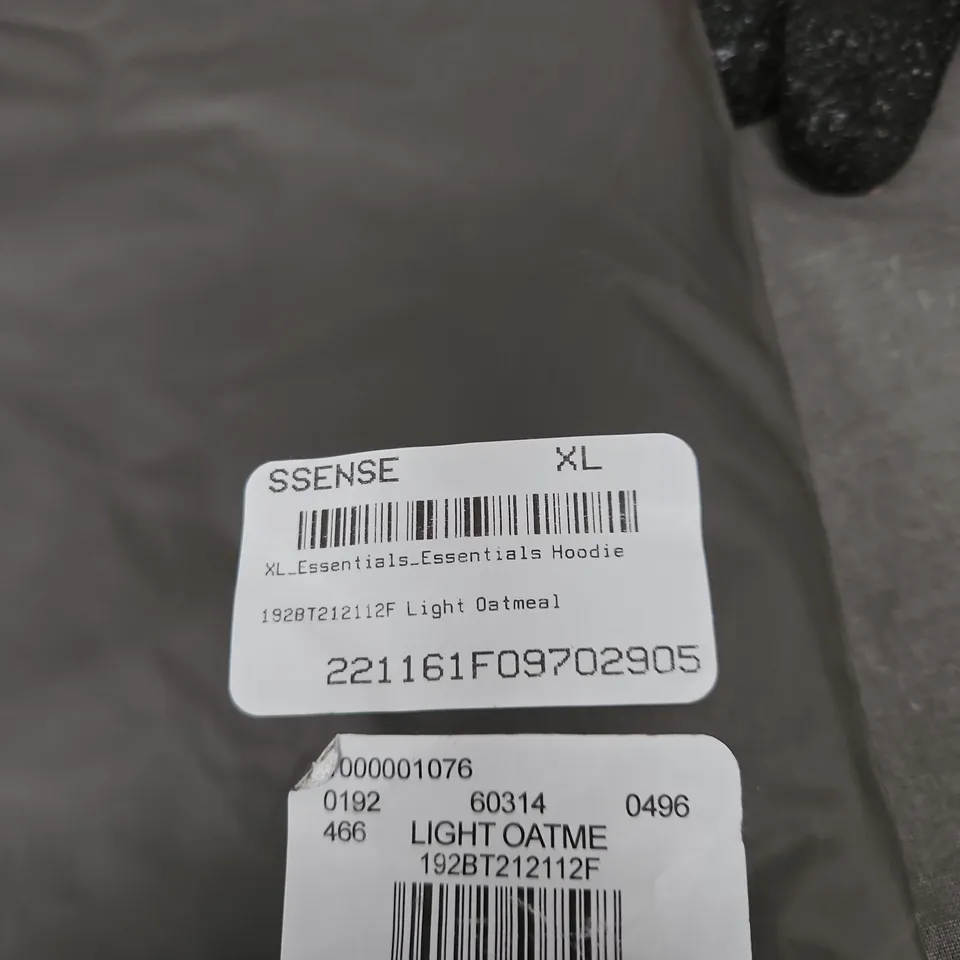 SSENSE XL
XL_Essentials_Essentials Hoodie
192BT212112F Light Oatmeal
221161F09702905
000001076
0192 60314 0496
466 LIGHT OATME
192BT212112F